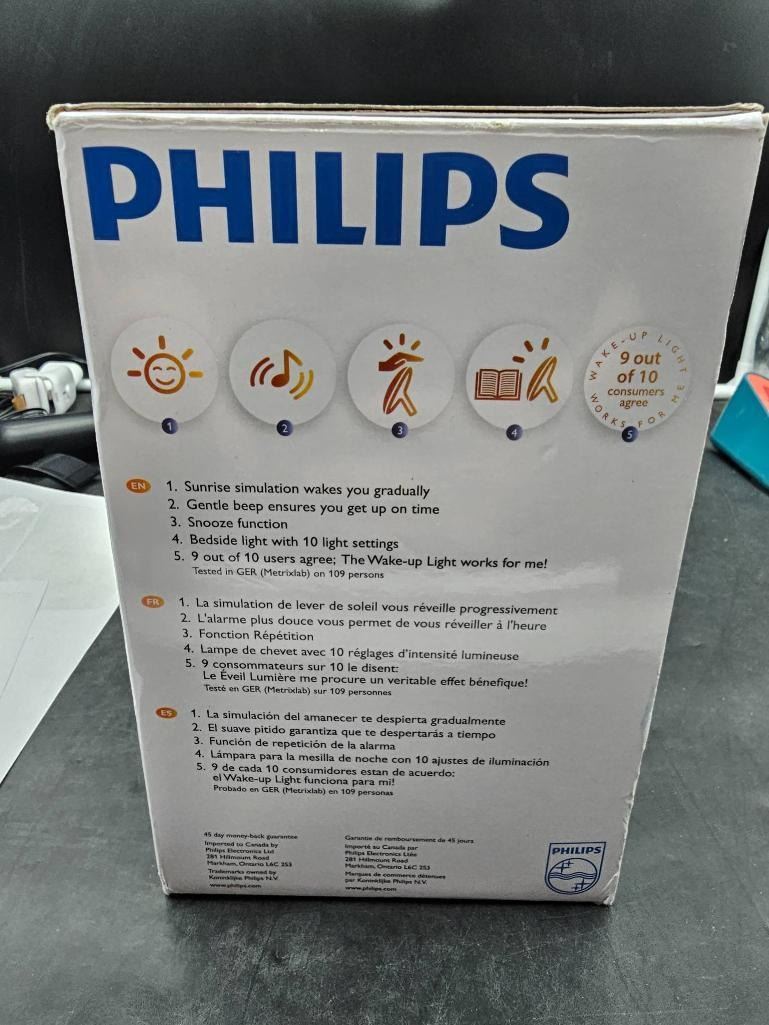 PHILIPS
WAKE-UP LIGHT
9 out
of 10
consumers
agree
WORKS FOR ME
1
2
3
4
5
EN
1. Sunrise simulation wakes you gradually
2. Gentle beep ensures you get up on time
3. Snooze function
4. Bedside light with 10 light settings
5. 9 out of 10 users agree; The Wake-up Light works for me!
Tested in GER (Metrixlab) on 109 persons
FR
1. La simulation de lever de soleil vous réveille progressivement
2. L'alarme plus douce vous permet de vous réveiller à l'heure
3. Fonction Répétition
4. Lampe de chevet avec 10 réglages d'intensité lumineuse
5. 9 consommateurs sur 10 le disent:
Le Éveil Lumière me procure un veritable effet bénefique!
Testé en GER (Metrixlab) sur 109 personnes
ES
1. La simulación del amanecer te despierta gradualmente
2. El suave pitido garantiza que te despertarás a tiempo
3. Función de repetición de la alarma
4. Lámpara para la mesilla de noche con 10 ajustes de iluminación
5. 9 de cada 10 consumidores estan de acuerdo:
el Wake-up Light funciona para mi!
Probado en GER (Metrixlab) en 109 personas
45 day money-back guarantee
Imported to Canada by
Philips Electronics Ltd
281 Hillmount Road
Markham, Ontario L6C 2S3
Trademarks owned by
Koninklijke Philips N.V.
www.philips.com
Garantie de remboursement de 45 jours
Importé au Canada par
Philips Electronics Ltée
281 Hillmount Road
Markham, Ontario L6C 2S3
Marques de commerce détenues
par Koninklijke Philips N.V.
www.philips.com
PHILIPS